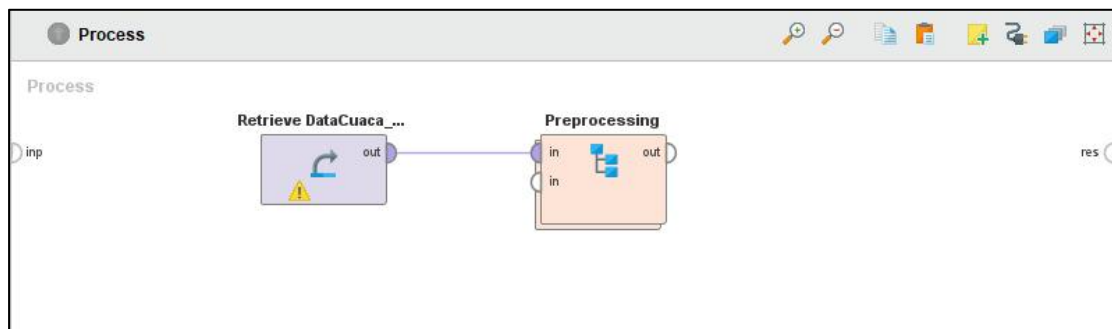 Process
Process
Retrieve DataCuaca_...
Preprocessing
inp
out
in
out
res
in